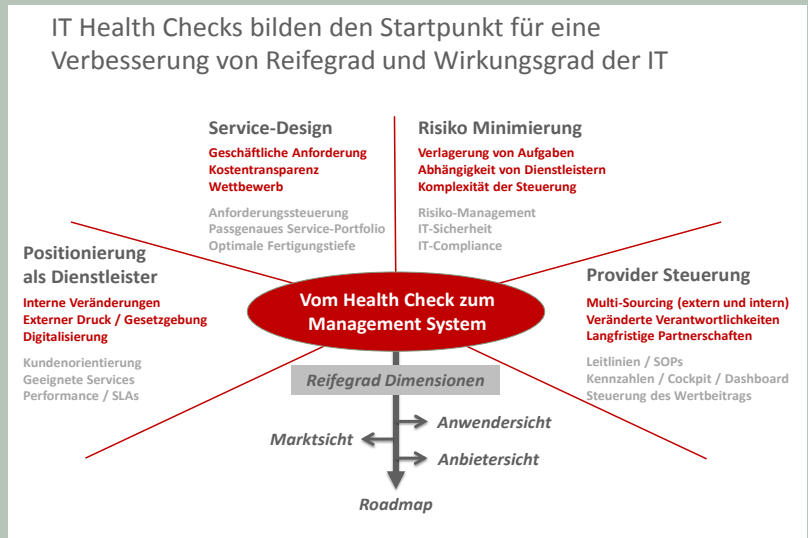 IT Health Checks bilden den Startpunkt für eine
Verbesserung von Reifegrad und Wirkungsgrad der IT
Service-Design
Geschäftliche Anforderung
Kostentransparenz
Wettbewerb
Anforderungssteuerung
Passgenaues Service-Portfolio
Optimale Fertigungstiefe
Risiko Minimierung
Verlagerung von Aufgaben
Abhängigkeit von Dienstleistern
Komplexität der Steuerung
Risiko-Management
IT-Sicherheit
IT-Compliance
Positionierung
als Dienstleister
Interne Veränderungen
Externer Druck / Gesetzgebung
Digitalisierung
Kundenorientierung
Geeignete Services
Performance / SLAs
Vom Health Check zum
Management System
Provider Steuerung
Multi-Sourcing (extern und intern)
Veränderte Verantwortlichkeiten
Langfristige Partnerschaften
Leitlinien / SOPs
Kennzahlen / Cockpit / Dashboard
Steuerung des Wertbeitrags
Reifegrad Dimensionen
Anwendersicht
Marktsicht
Anbietersicht
Roadmap